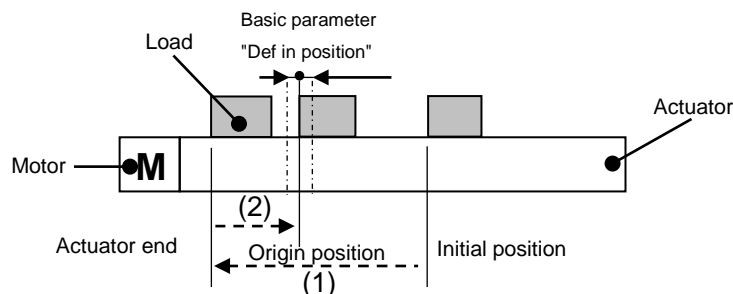 Basic parameter
"Def in position"
Load
Actuator
Motor
M
(2)
Actuator end
Origin position
Initial position
(1)